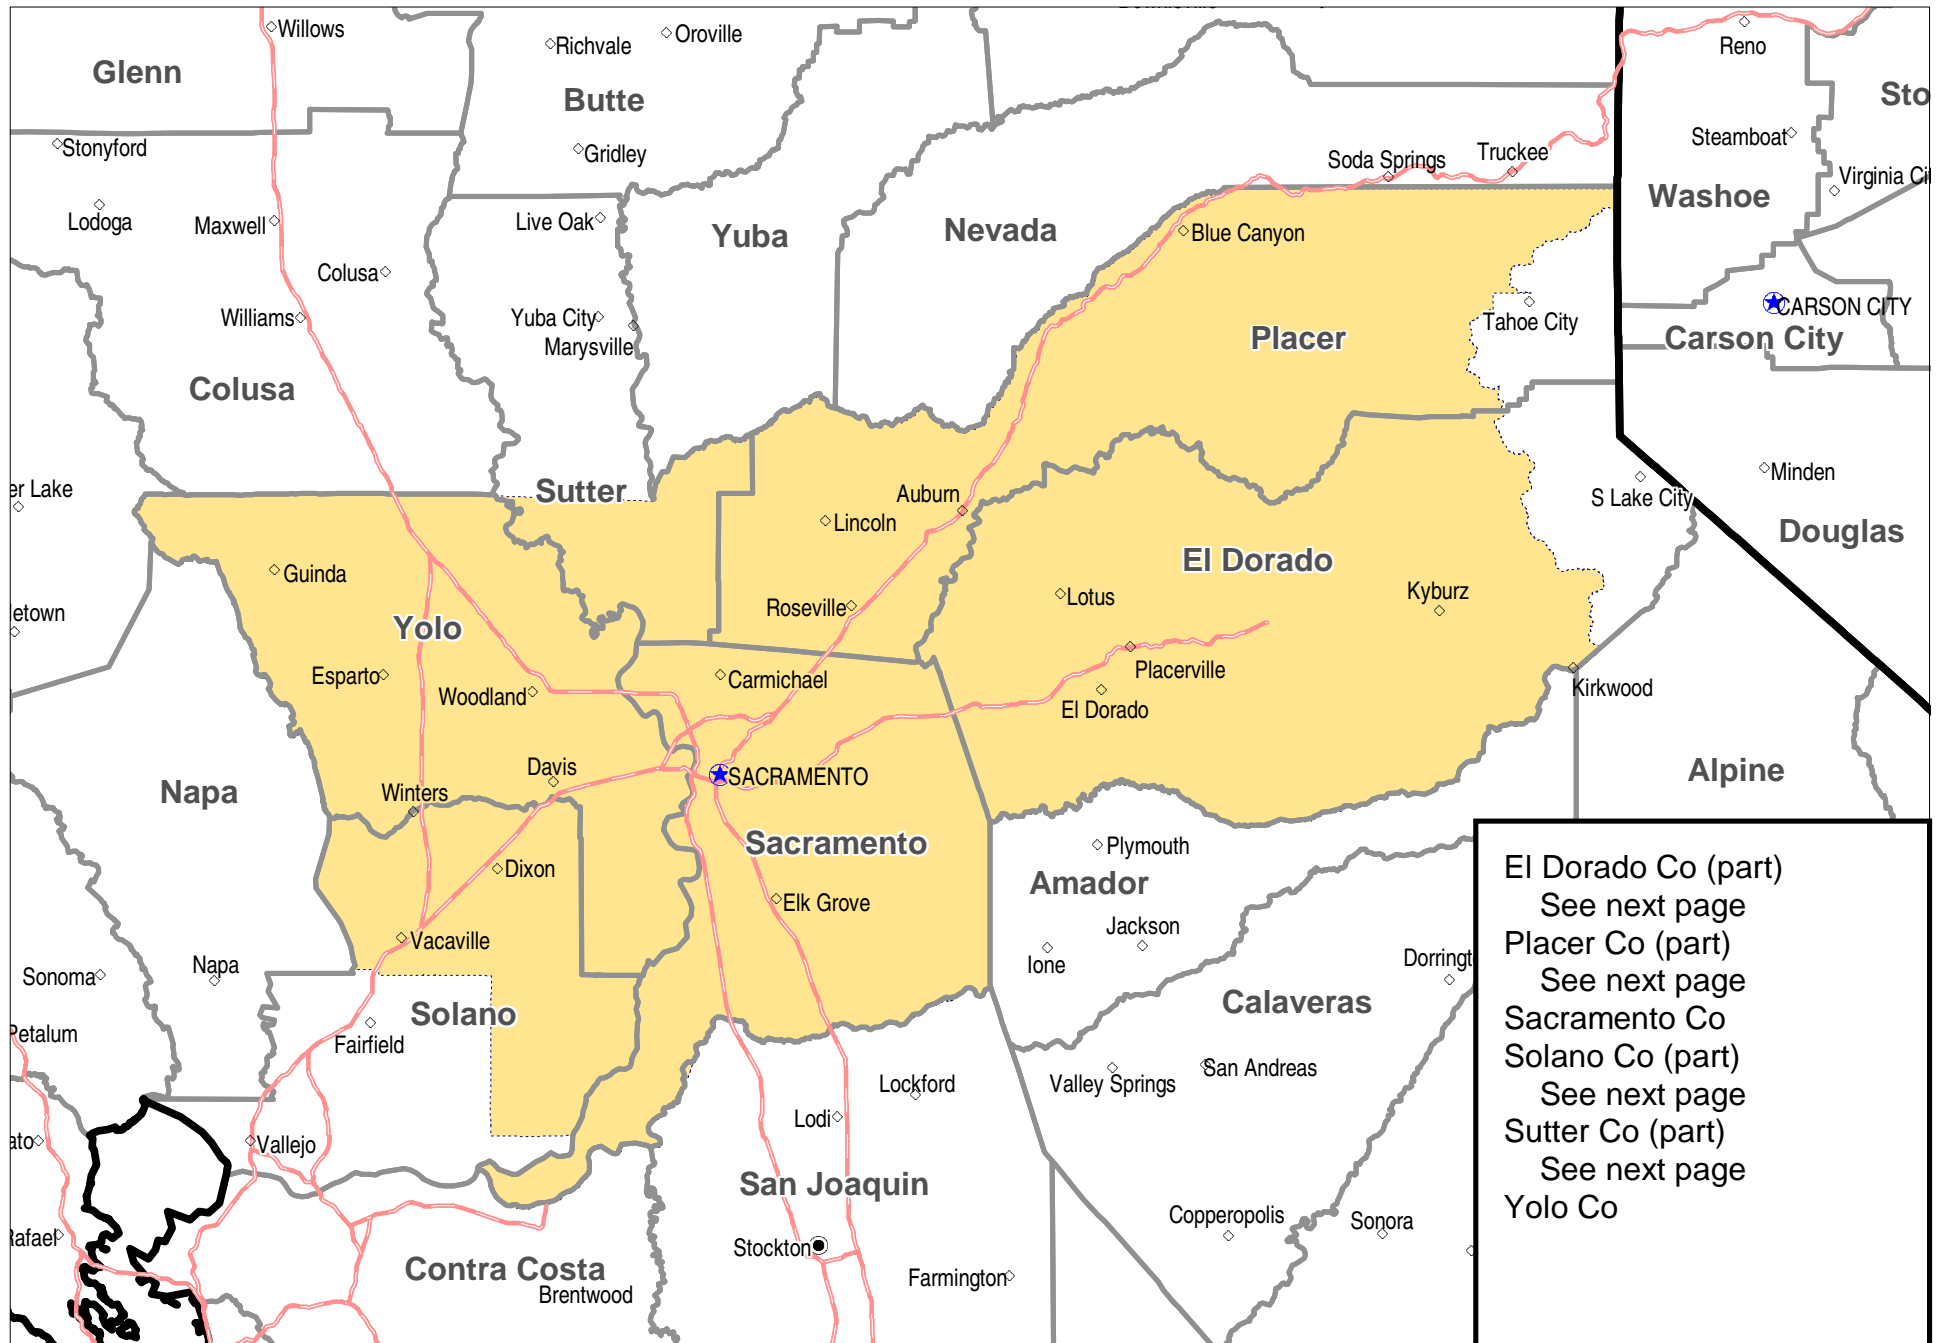 Willows
Richvale
Oroville
Reno
Glenn
Butte
Stonyford
Gridley
Steamboat
Soda Springs
Truckee
Virginia
Washoe
Lodoga
Maxwell
Live Oak
Yuba
Nevada
Blue Canyon
Colusa
Williams
Yuba City
Marysville
Tahoe City
CARSON CITY
Placer
Carson City
Colusa
er Lake
Sutter
Auburn
Lincoln
S Lake City
Minden
Douglas
Guinda
El Dorado
letown
Roseville
Lotus
Kyburz
Yolo
Esparto
Woodland
Carmichael
Placerville
El Dorado
Kirkwood
Napa
Davis
SACRAMENTO
Alpine
Winters
Sacramento
Plymouth
Dixon
Amador
Elk Grove
Jackson
Vacaville
Ione
Dorringt
Sonoma
Napa
Solano
Calaveras
Petalum
Fairfield
Valley Springs
San Andreas
Lockford
Lodi
ato
Vallejo
San Joaquin
Copperopolis
Sonora
Rafael
Stockton
Contra Costa
Brentwood
Farmington
El Dorado Co (part)
See next page
Placer Co (part)
See next page
Sacramento Co
Solano Co (part)
See next page
Sutter Co (part)
See next page
Yolo Co